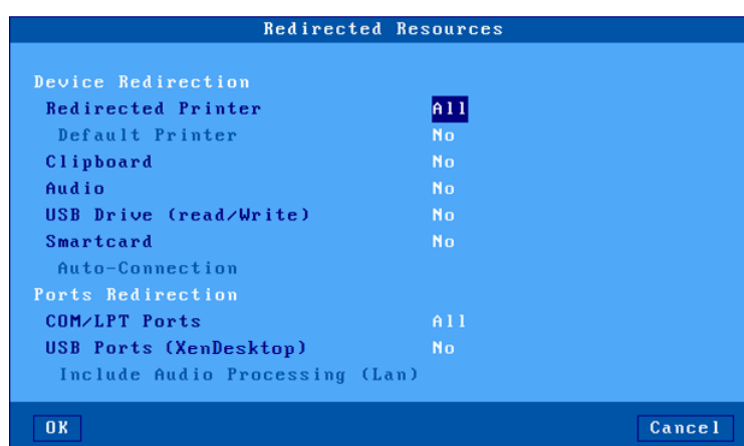 Redirected Resources
Device Redirection
Redirected Printer All
Default Printer No
Clipboard No
Audio No
USB Drive (read/Write) No
Smartcard No
Auto-Connection
Ports Redirection
COM/LPT Ports All
USB Ports (XenDesktop) No
Include Audio Processing (Lan)
OK Cancel